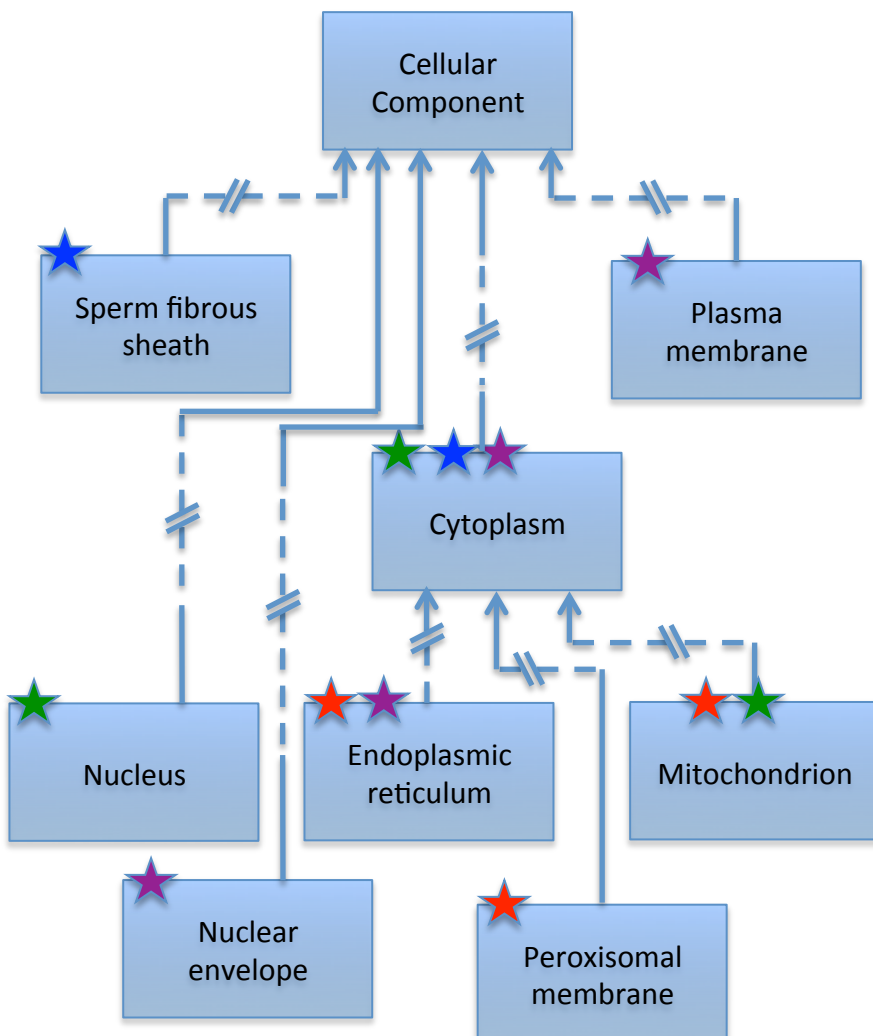 Cellular
Component
Sperm fibrous
sheath
Plasma
membrane
Cytoplasm
Nucleus
Endoplasmic
reticulum
Mitochondrion
Nuclear
envelope
Peroxisomal
membrane